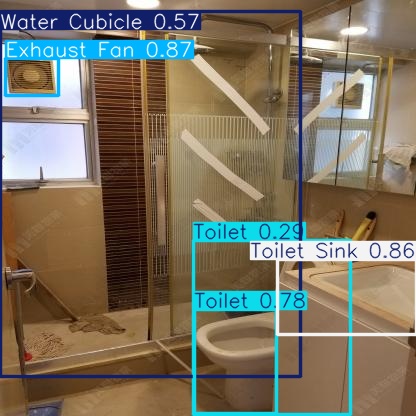 Water Cubicle 0.57
Exhaust Fan 0.87
Toilet 0.29
Toilet Sink 0.86
Toilet 0.78